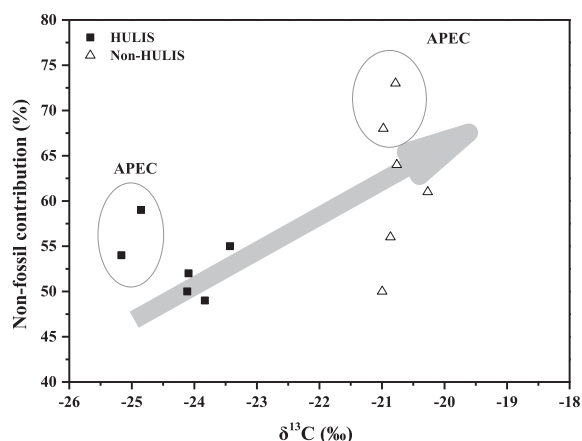 80
75
70
65
60
55
50
45
40
Non-fossil contribution (%)
HULIS
Non-HULIS
APEC
APEC
-26 -25 -24 -23 -22 -21 -20 -19 -18
δ¹³C (‰)